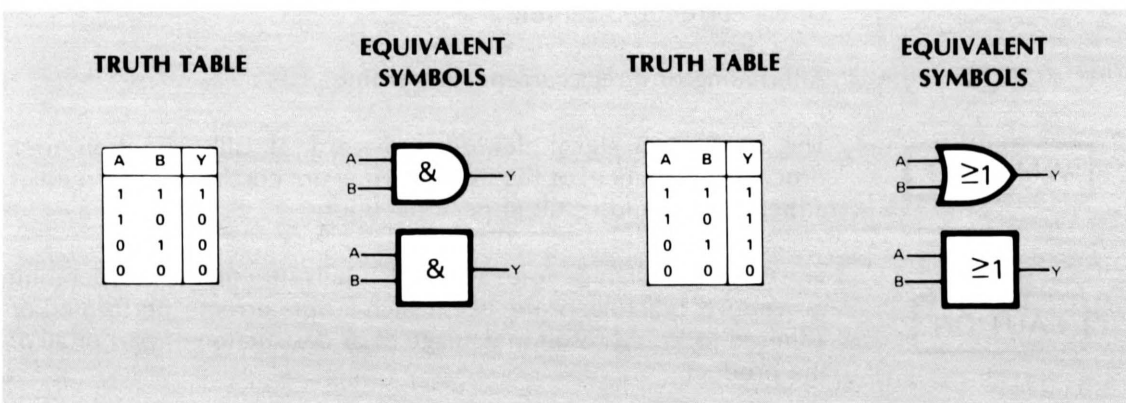 TRUTH TABLE
EQUIVALENT
SYMBOLS
A B Y
1 1 1
1 0 0
0 1 0
0 0 0
A
B
&
Y
A
B
&
Y
TRUTH TABLE
EQUIVALENT
SYMBOLS
A B Y
1 1 1
1 0 1
0 1 1
0 0 0
A
B
≥1
Y
A
B
≥1
Y